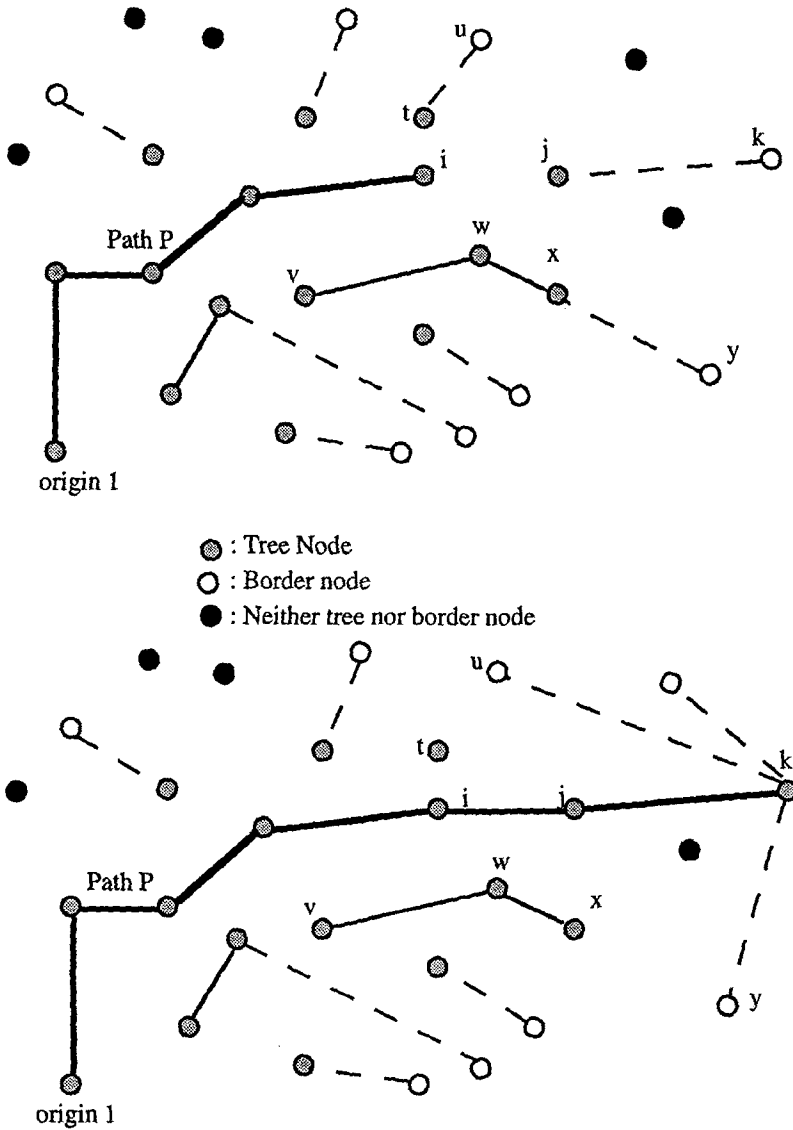 u
t
i
j
k
Path P
w
x
v
y
origin 1
: Tree Node
: Border node
: Neither tree nor border node
u
t
k
i
j
Path P
w
v
x
y
origin 1